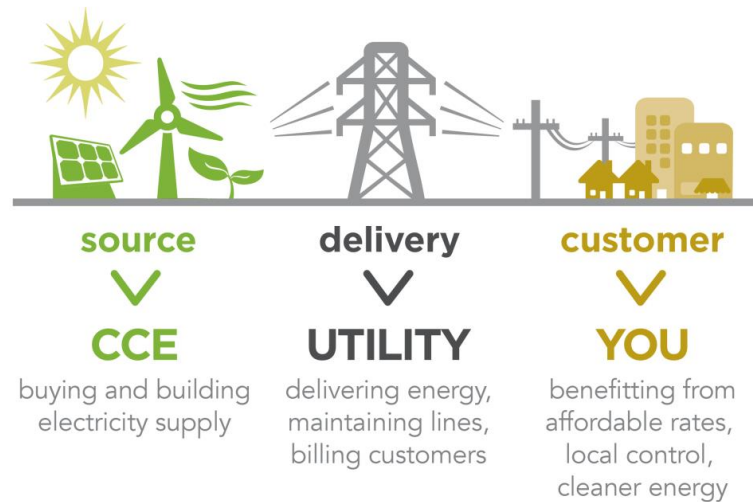 source
CCE
buying and building
electricity supply
delivery
UTILITY
delivering energy,
maintaining lines,
billing customers
customer
YOU
benefitting from
affordable rates,
local control,
cleaner energy